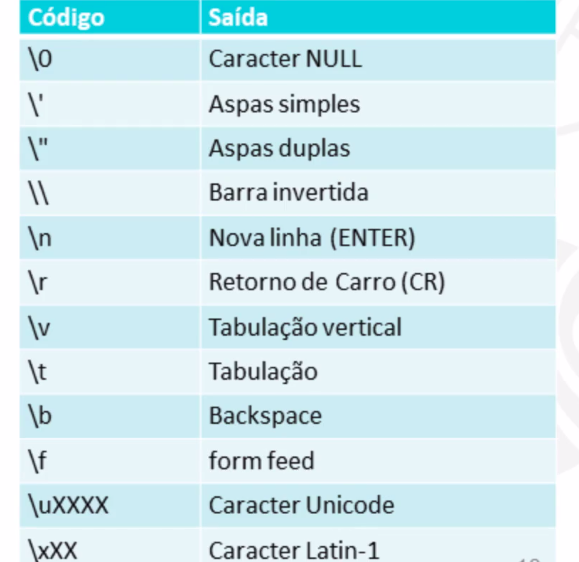 Código Saída
\0 Caracter NULL
\' Aspas simples
\" Aspas duplas
\\ Barra invertida
\n Nova linha (ENTER)
\r Retorno de Carro (CR)
\v Tabulação vertical
\t Tabulação
\b Backspace
\f form feed
\uXXXX Caracter Unicode
\xXX Caracter Latin-1